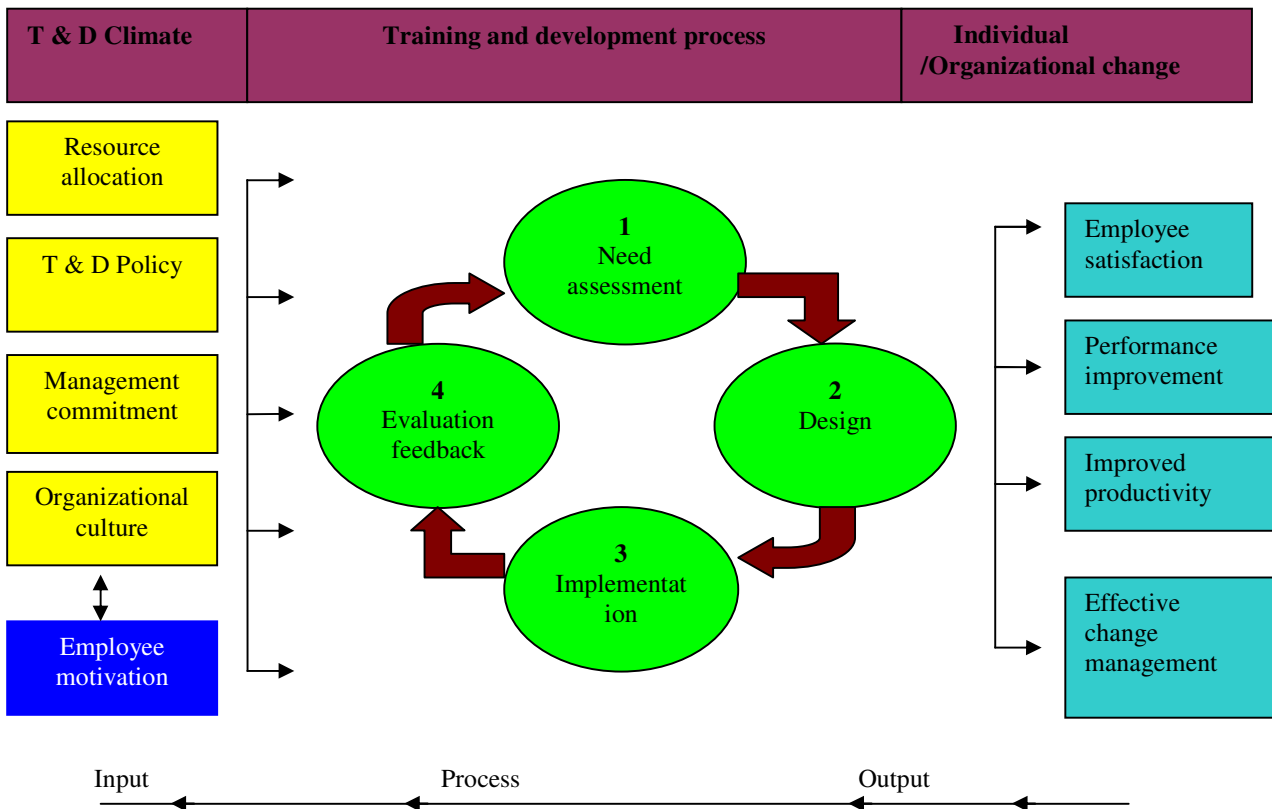 T & D Climate
Training and development process
Individual
/Organizational change
Resource
allocation
T & D Policy
Management
commitment
Organizational
culture
Employee
motivation
1
Need
assessment
2
Design
3
Implementat
ion
4
Evaluation
feedback
Employee
satisfaction
Performance
improvement
Improved
productivity
Effective
change
management
Input
Process
Output